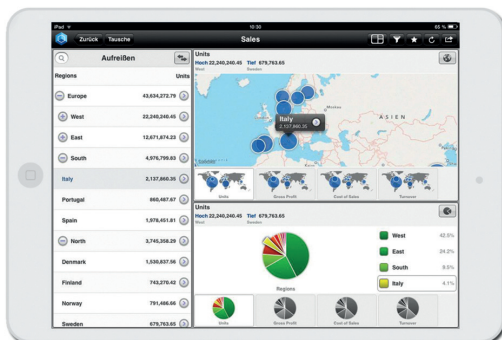 iPad
10:30
65 %
Zurück Tausche
Sales
Aufreißen
Regions Units
Europe 43,634,272.79
West 22,240,240.45
East 12,671,674.23
South 4,976,799.83
Italy 2,137,860.35
Portugal 860,487.67
Spain 1,978,451.81
North 3,745,358.29
Denmark 1,530,837.56
Finland 743,270.42
Norway 791,486.66
Sweden 679,763.65
Units
Hoch 22,240,240.45 Tief 679,763.65
West Sweden
Moskau
ASIEN
Italy
2,137,860.35
Units Gross Profit Cost of Sales Turnover
Units
Hoch 22,240,240.45 Tief 679,763.65
West Sweden
West 42.5%
East 24.2%
South 9.5%
Italy 4.1%
Regions
Units Gross Profit Cost of Sales Turnover